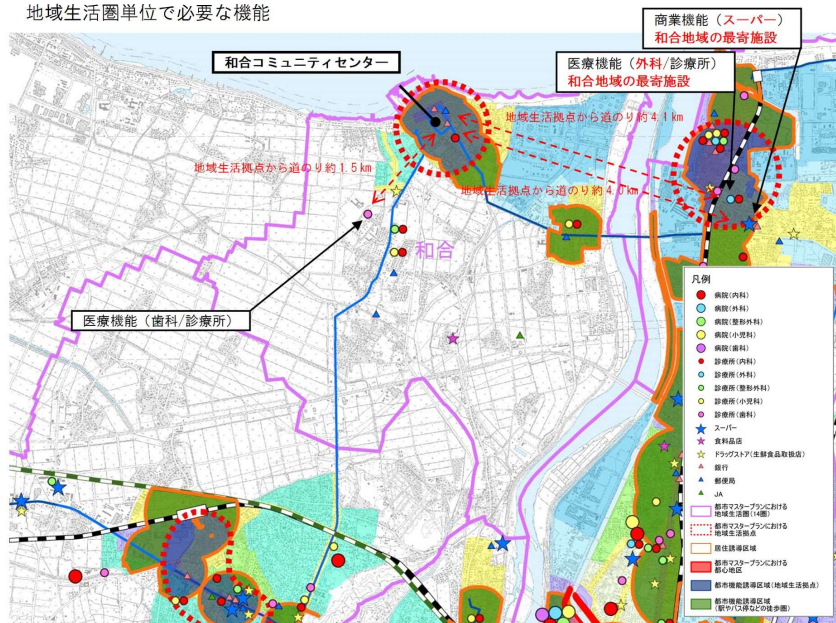 地域生活圏単位で必要な機能
商業機能（スーパー）
和合地域の最寄施設
和合コミュニティセンター
医療機能（外科/診療所）
和合地域の最寄施設
地域生活拠点から道のり約4.1km
地域生活拠点から道のり約1.5km
地域生活拠点から道のり約4.0km
和合
医療機能（歯科/診療所）
凡例
病院(内科)
病院(外科)
病院(整形外科)
病院(小児科)
病院(歯科)
診療所(内科)
診療所(外科)
診療所(整形外科)
診療所(小児科)
診療所(歯科)
スーパー
食料品店
ドラッグストア(生鮮食品取扱店)
銀行
郵便局
JA
都市マスタープランにおける
地域生活圏(14圏)
都市マスタープランにおける
地域生活拠点
居住誘導区域
都市マスタープランにおける
都心地区
都市機能誘導区域(地域生活拠点)
都市機能誘導区域
(駅やバス停などの徒歩圏)